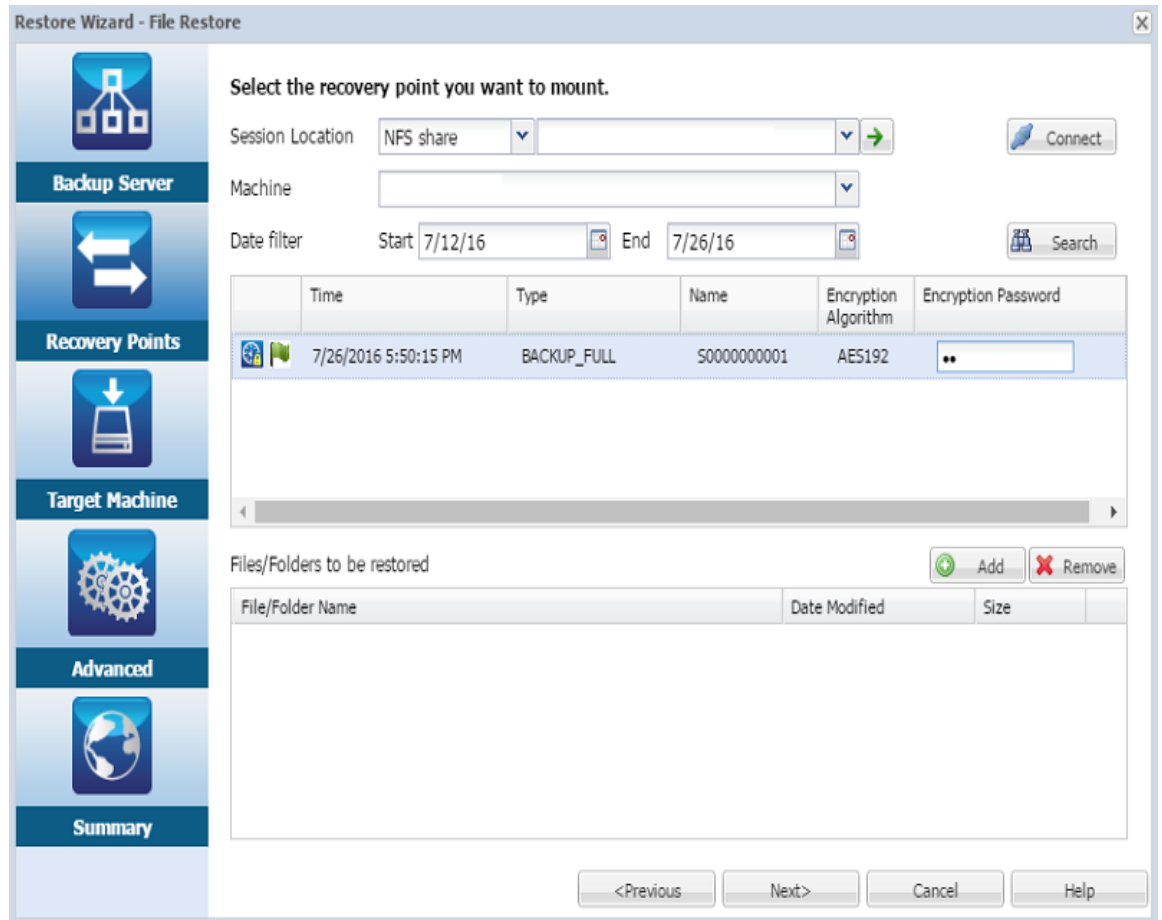 Restore Wizard - File Restore
Backup Server
Recovery Points
Target Machine
Advanced
Summary
Select the recovery point you want to mount.
Session Location NFS share Connect
Machine
Date filter Start 7/12/16 End 7/26/16 Search
Time Type Name Encryption Algorithm Encryption Password
7/26/2016 5:50:15 PM BACKUP_FULL S0000000001 AES192 ••
Files/Folders to be restored Add Remove
File/Folder Name Date Modified Size
<Previous Next> Cancel Help